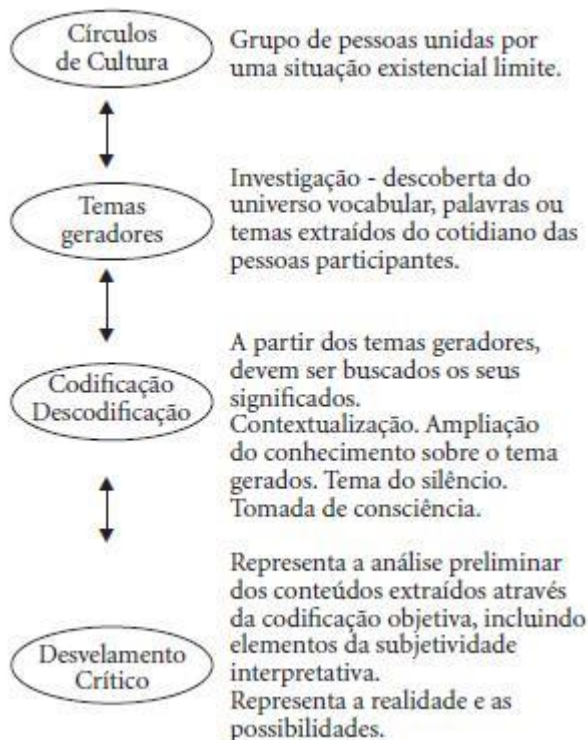 Círculos
de Cultura
Grupo de pessoas unidas por
uma situação existencial limite.
Temas
geradores
Investigação - descoberta do
universo vocabular, palavras ou
temas extraídos do cotidiano das
pessoas participantes.
Codificação
Descodificação
A partir dos temas geradores,
devem ser buscados os seus
significados.
Contextualização. Ampliação
do conhecimento sobre o tema
gerados. Tema do silêncio.
Tomada de consciência.
Desvelamento
Crítico
Representa a análise preliminar
dos conteúdos extraídos através
da codificação objetiva, incluindo
elementos da subjetividade
interpretativa.
Representa a realidade e as
possibilidades.